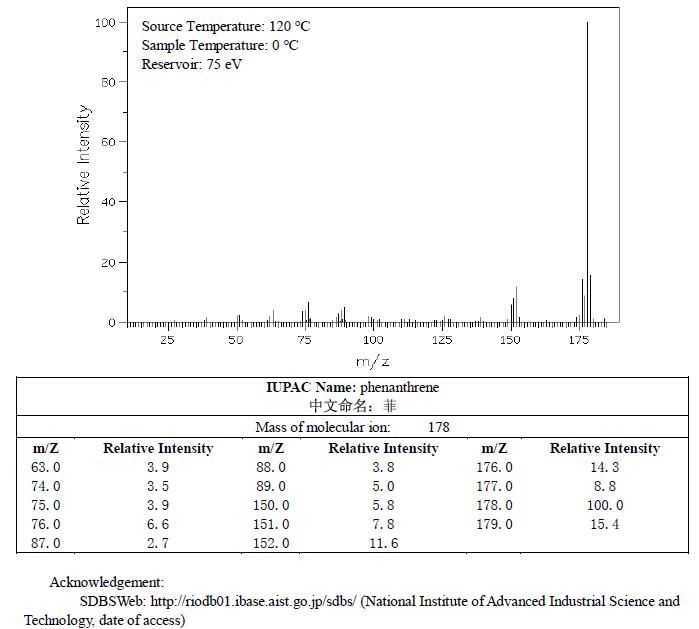 100
80
60
40
20
0
Relative Intensity
Source Temperature: 120 °C
Sample Temperature: 0 °C
Reservoir: 75 eV
25 50 75 100 125 150 175
m/z
IUPAC Name: phenanthrene
中文命名：菲
Mass of molecular ion: 178
m/Z Relative Intensity m/Z Relative Intensity m/Z Relative Intensity
63.0 3.9 88.0 3.8 176.0 14.3
74.0 3.5 89.0 5.0 177.0 8.8
75.0 3.9 150.0 5.8 178.0 100.0
76.0 6.6 151.0 7.8 179.0 15.4
87.0 2.7 152.0 11.6
Acknowledgement:
SDBSWeb: http://riodb01.ibase.aist.go.jp/sdbs/ (National Institute of Advanced Industrial Science and
Technology, date of access)